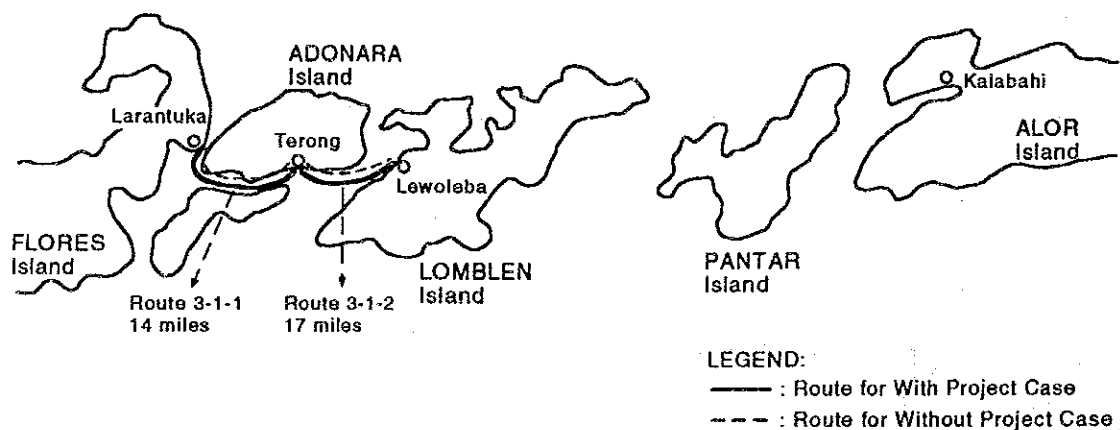 ADONARA
Island
Larantuka
Terong
Lewoleba
Kalabahi
ALOR
Island
FLORES
Island
LOMBLEN
Island
PANTAR
Island
Route 3-1-1
14 miles
Route 3-1-2
17 miles
LEGEND:
: Route for With Project Case
: Route for Without Project Case